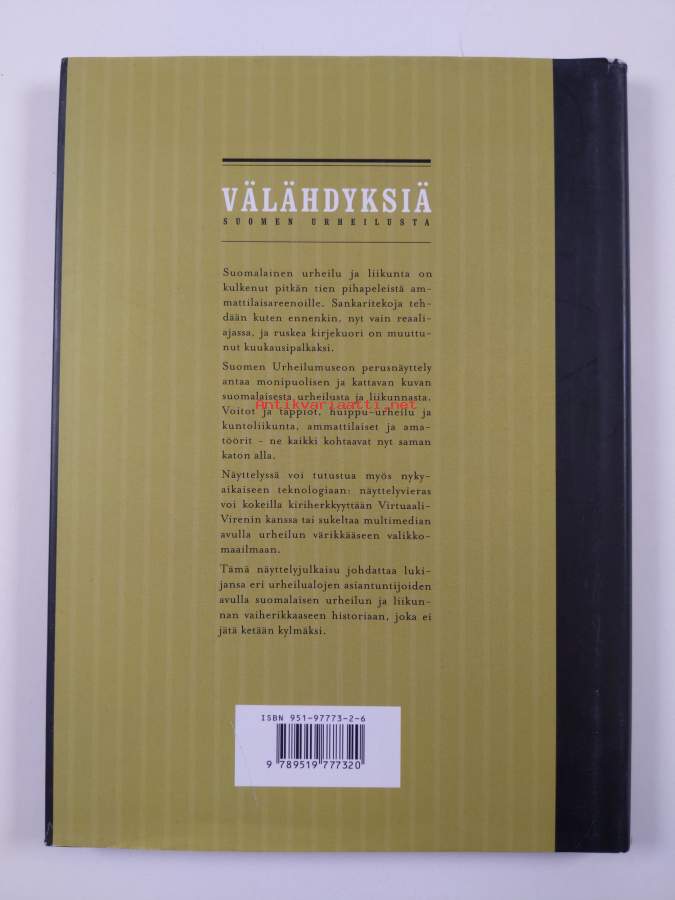 VÄLÄHDYKSIÄ
SUOMEN URHEILUSTA
Suomalainen urheilu ja liikunta on
kulkenut pitkän tien pihapeleistä am-
mattilaisareenoille. Sankaritekoja teh-
dään kuten ennenkin, nyt vain reaali-
ajassa, ja ruskea kirjekuori on muuttu-
nut kuukausipalkaksi.
Suomen Urheilumuseon perusnäyttely
antaa monipuolisen ja kattavan kuvan
suomalaisesta urheilusta ja liikunnasta.
Antikvariaatti.net
Voitot ja tappiot, huippu-urheilu ja
kuntoliikunta, ammattilaiset ja ama-
töörit - ne kaikki kohtaavat nyt saman
katon alla.
Näyttelyssä voi tutustua myös nyky-
aikaiseen teknologiaan: näyttelyvieras
voi kokeilla kiriherkkyyttään Virtuaali-
Virenin kanssa tai sukeltaa multimedian
avulla urheilun värikkääseen valikko-
maailmaan.
Tämä näyttelyjulkaisu johdattaa luki-
jansa eri urheilualojen asiantuntijoiden
avulla suomalaisen urheilun ja liikun-
nan vaiherikkaaseen historiaan, joka ei
jätä ketään kylmäksi.
ISBN 951-97773-2-6
9 789519 777320